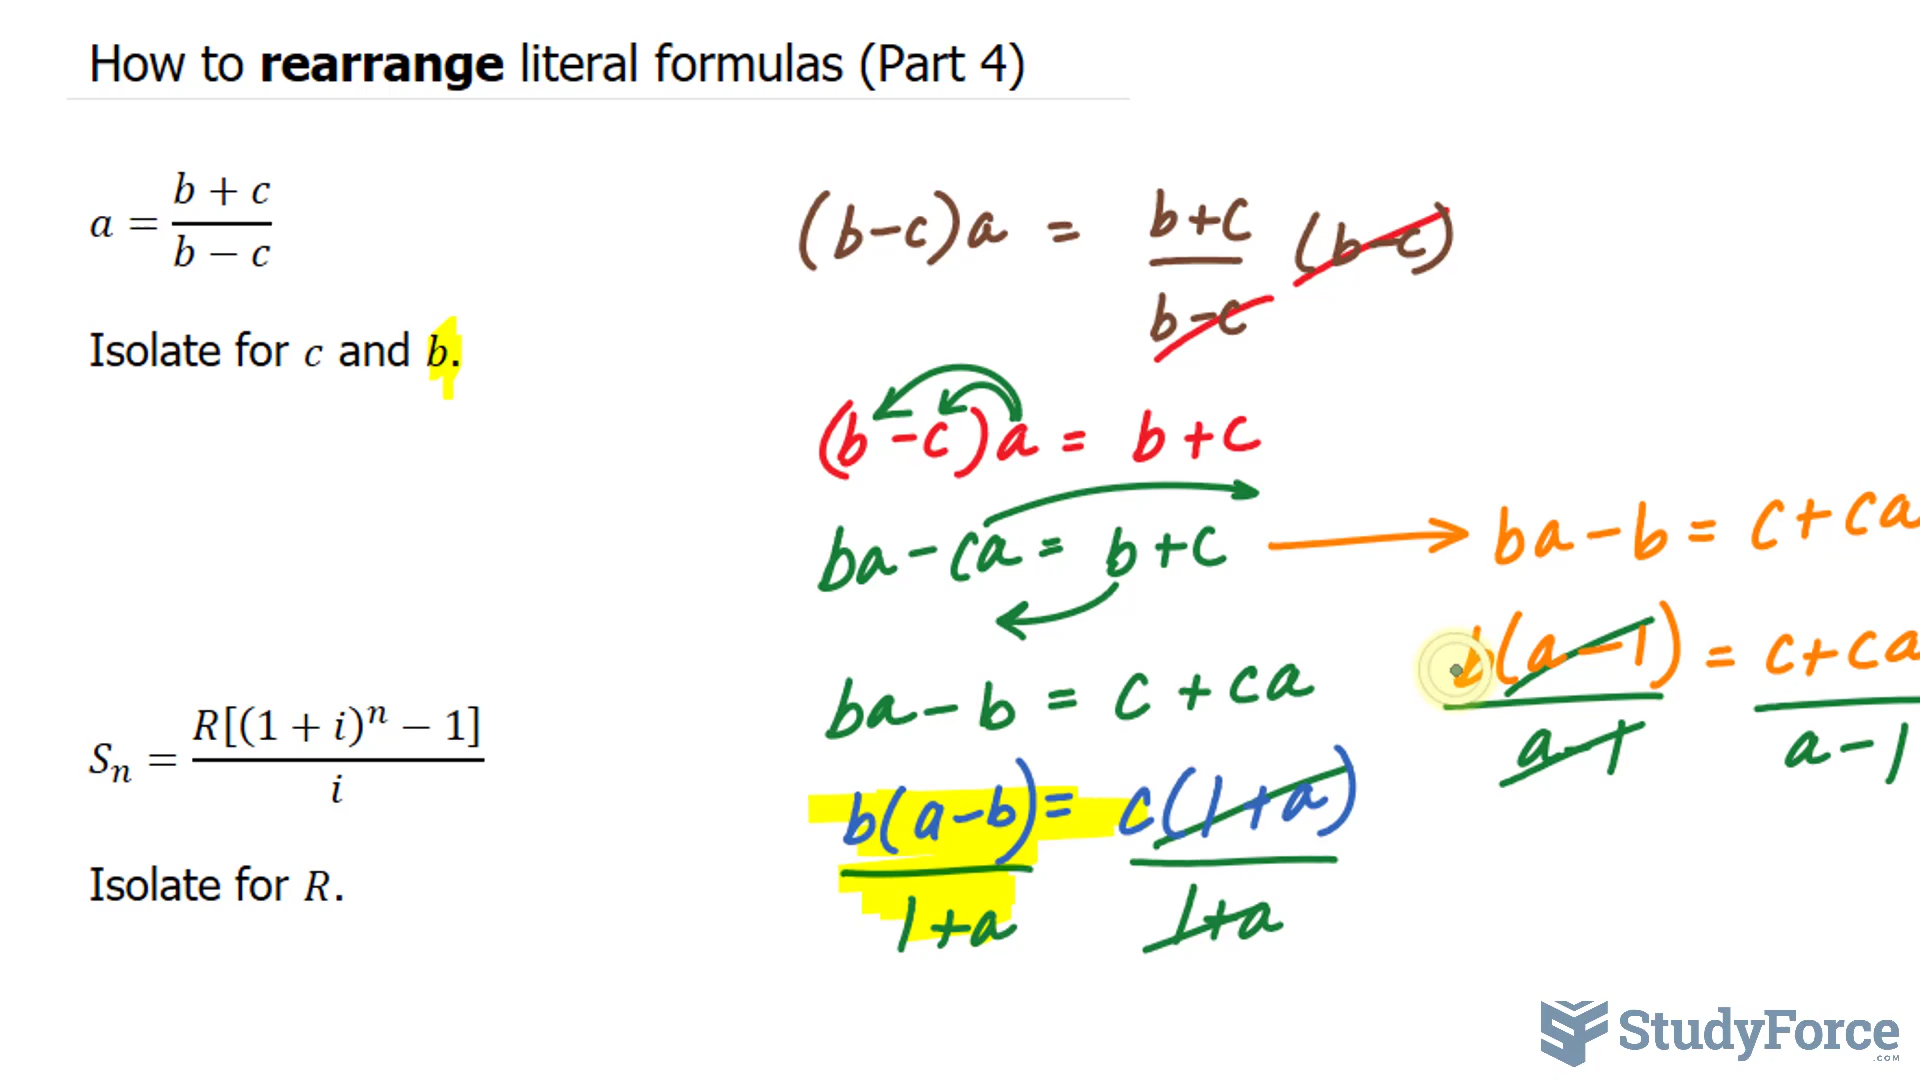 How to rearrange literal formulas (Part 4)
a = (b + c)/(b − c)
Isolate for c and b.
(b-c)a = (b+c)/(b-c) (b-c)
(b-c)a = b+c
ba-ca = b+c
ba-b = c+ca
b(a-b) = c(1+a)
1+a 1+a
ba-b = c+ca
b(a-1) = c+ca
a-1 a-1
Sₙ = R[(1 + i)ⁿ − 1]/i
Isolate for R.
StudyForce
.COM